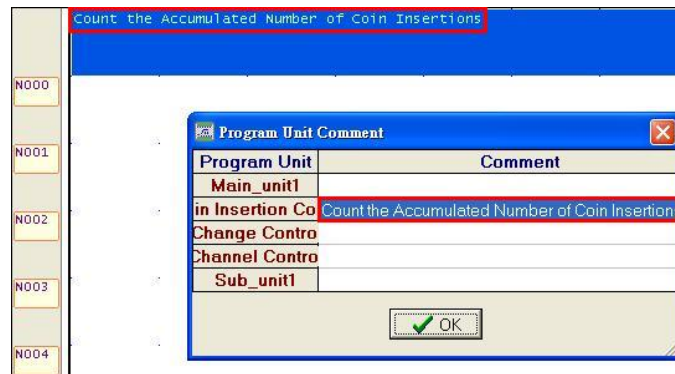 Count the Accumulated Number of Coin Insertions
N000
N001
N002
N003
N004
Program Unit Comment
Program Unit Comment
Main_unit1
in Insertion Co Count the Accumulated Number of Coin Insertion
Change Contro
Channel Contro
Sub_unit1
OK